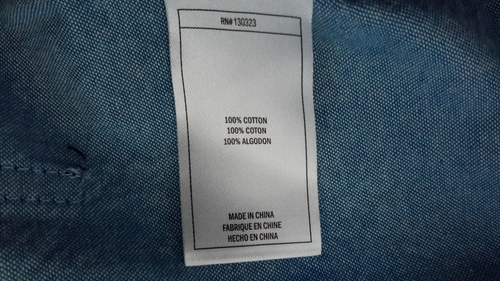 RN# 130323
100% COTTON
100% COTON
100% ALGODON
MADE IN CHINA
FABRIQUE EN CHINE
HECHO EN CHINA